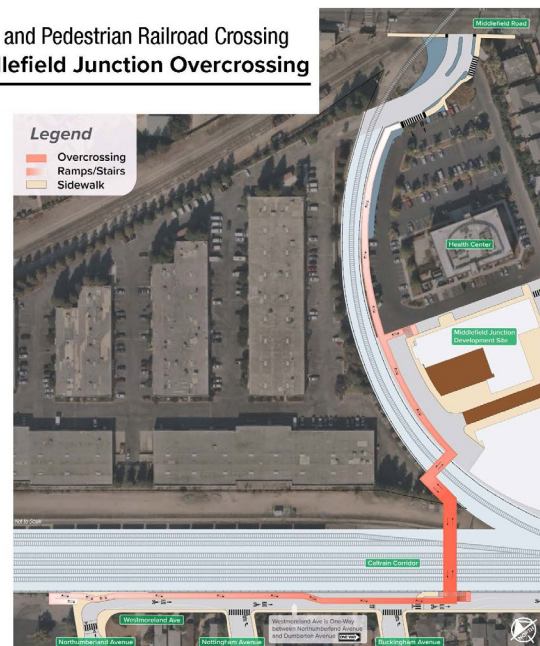 and Pedestrian Railroad Crossing
lefield Junction Overcrossing
Middlefield Road
Legend
Overcrossing
Ramps/Stairs
Sidewalk
Health Center
Middlefield Junction
Development Site
Not to Scale
Caltrain Corridor
Westmoreland Ave
Westmoreland Ave is One-Way
between Northumberland Avenue
and Dumbarton Avenue
ONE WAY
Northumberland Avenue
Nottingham Avenue
Buckingham Avenue